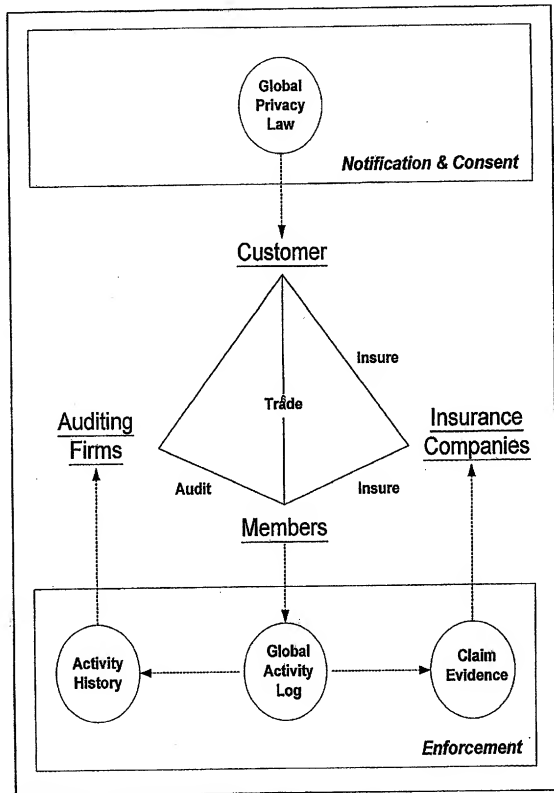 Global
Privacy
Law
Notification & Consent
Customer
Insure
Trade
Auditing
Firms
Insurance
Companies
Audit
Insure
Members
Activity
History
Global
Activity
Log
Claim
Evidence
Enforcement